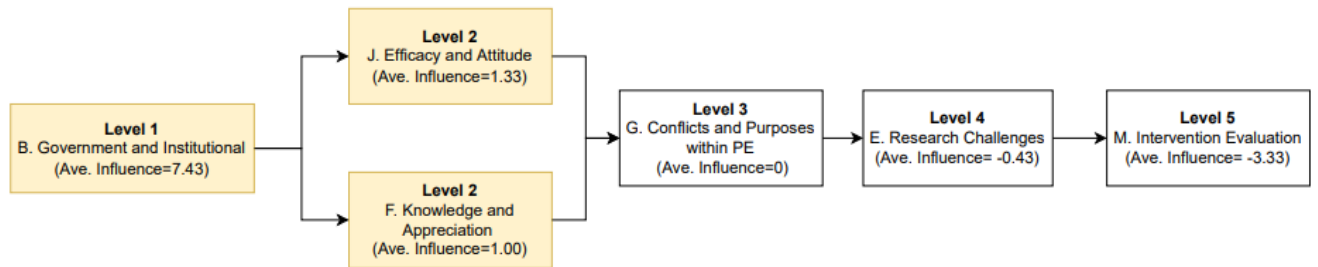 Level 1
B. Government and Institutional
(Ave. Influence=7.43)
Level 2
J. Efficacy and Attitude
(Ave. Influence=1.33)
Level 2
F. Knowledge and
Appreciation
(Ave. Influence=1.00)
Level 3
G. Conflicts and Purposes
within PE
(Ave. Influence=0)
Level 4
E. Research Challenges
(Ave. Influence= -0.43)
Level 5
M. Intervention Evaluation
(Ave. Influence= -3.33)